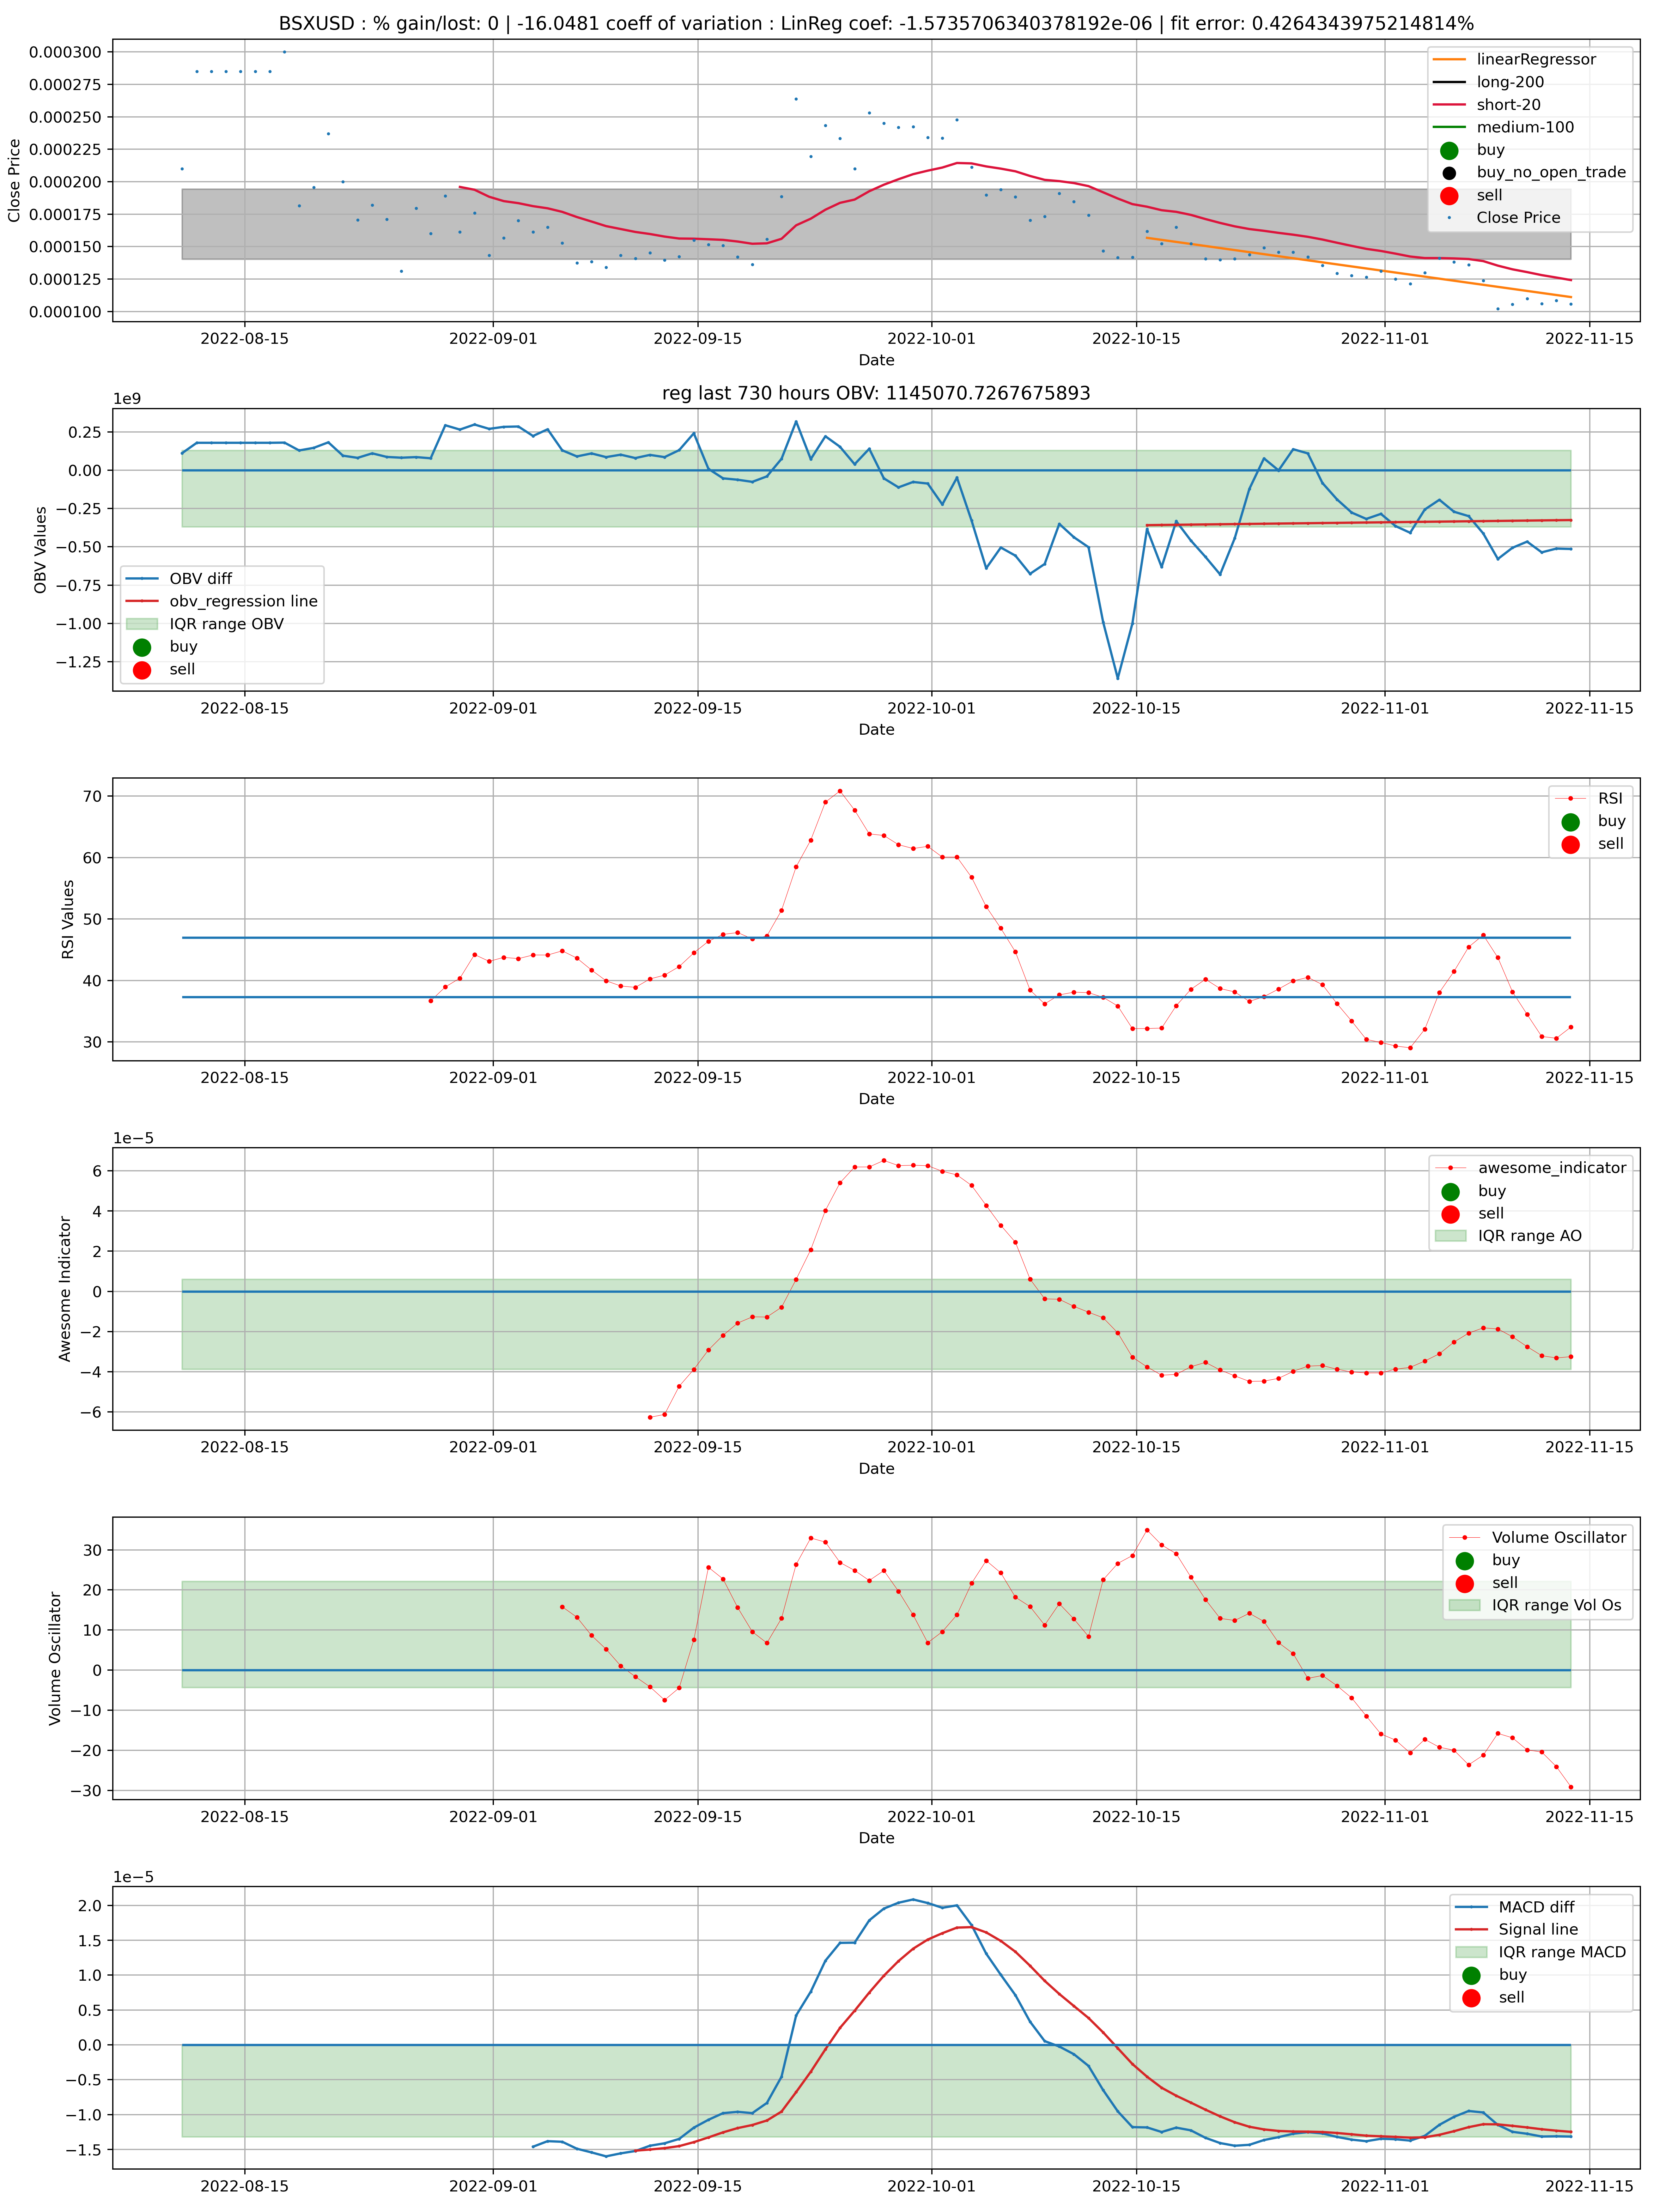 BSXUSD : % gain/lost: 0 | -16.0481 coeff of variation : LinReg coef: -1.5735706340378192e-06 | fit error: 0.4264343975214814%
0.000300
0.000275
0.000250
0.000225
0.000200
0.000175
0.000150
0.000125
0.000100
Close Price
linearRegressor
long-200
short-20
medium-100
buy
buy_no_open_trade
sell
Close Price
2022-08-15 2022-09-01 2022-09-15 2022-10-01 2022-10-15 2022-11-01 2022-11-15
Date
reg last 730 hours OBV: 1145070.7267675893
1e9
0.25
0.00
−0.25
−0.50
−0.75
−1.00
−1.25
OBV Values
OBV diff
obv_regression line
IQR range OBV
buy
sell
2022-08-15 2022-09-01 2022-09-15 2022-10-01 2022-10-15 2022-11-01 2022-11-15
Date
70
60
50
40
30
RSI Values
RSI
buy
sell
2022-08-15 2022-09-01 2022-09-15 2022-10-01 2022-10-15 2022-11-01 2022-11-15
Date
1e−5
6
4
2
0
−2
−4
−6
Awesome Indicator
awesome_indicator
buy
sell
IQR range AO
2022-08-15 2022-09-01 2022-09-15 2022-10-01 2022-10-15 2022-11-01 2022-11-15
Date
30
20
10
0
−10
−20
−30
Volume Oscillator
Volume Oscillator
buy
sell
IQR range Vol Os
2022-08-15 2022-09-01 2022-09-15 2022-10-01 2022-10-15 2022-11-01 2022-11-15
Date
1e−5
2.0
1.5
1.0
0.5
0.0
−0.5
−1.0
−1.5
MACD diff
Signal line
IQR range MACD
buy
sell
2022-08-15 2022-09-01 2022-09-15 2022-10-01 2022-10-15 2022-11-01 2022-11-15